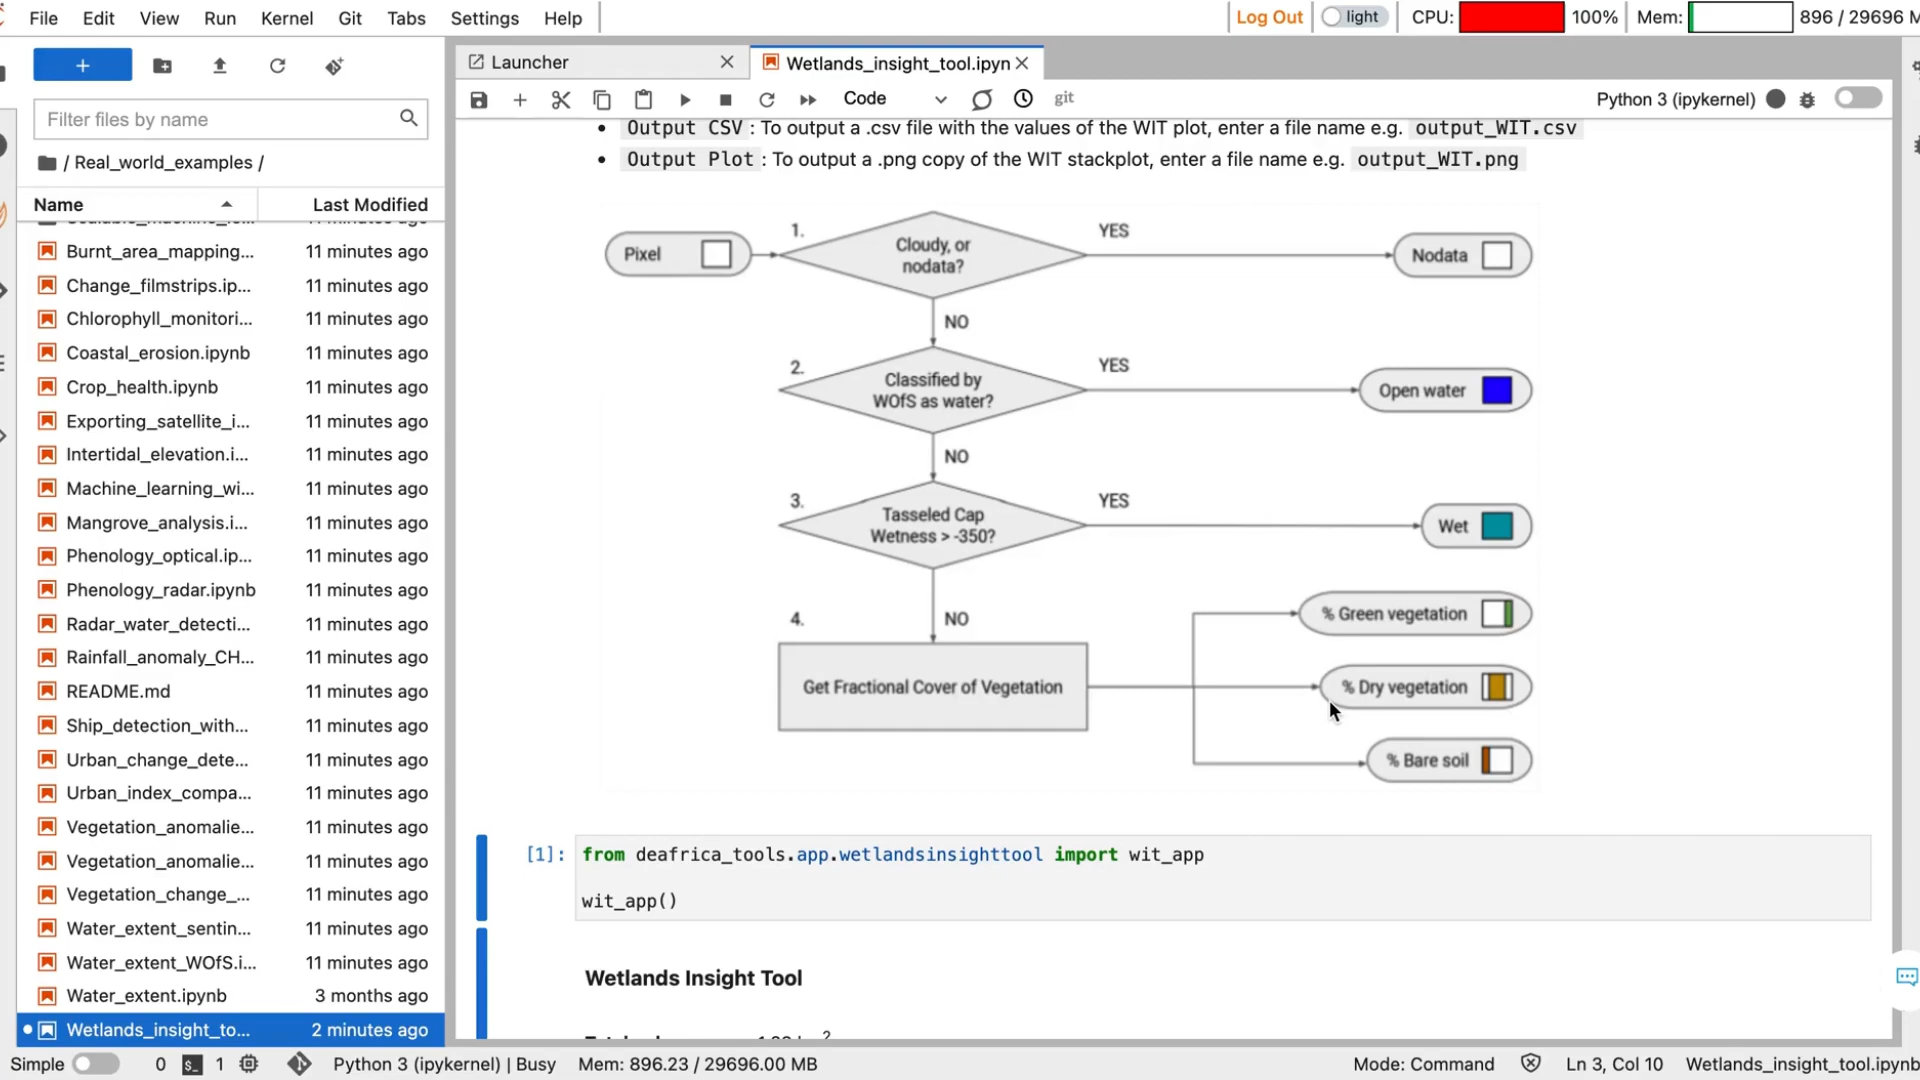 File Edit View Run Kernel Git Tabs Settings Help
Log Out light CPU: 100% Mem: 896 / 29696 M
Launcher
Wetlands_insight_tool.ipyn
Code
git
Python 3 (ipykernel)
Filter files by name
/ Real_world_examples /
Name Last Modified
11 minutes ago
Burnt_area_mapping... 11 minutes ago
Change_filmstrips.ip... 11 minutes ago
Chlorophyll_monitori... 11 minutes ago
Coastal_erosion.ipynb 11 minutes ago
Crop_health.ipynb 11 minutes ago
Exporting_satellite_i... 11 minutes ago
Intertidal_elevation.i... 11 minutes ago
Machine_learning_wi... 11 minutes ago
Mangrove_analysis.i... 11 minutes ago
Phenology_optical.ip... 11 minutes ago
Phenology_radar.ipynb 11 minutes ago
Radar_water_detecti... 11 minutes ago
Rainfall_anomaly_CH... 11 minutes ago
README.md 11 minutes ago
Ship_detection_with... 11 minutes ago
Urban_change_dete... 11 minutes ago
Urban_index_compa... 11 minutes ago
Vegetation_anomalie... 11 minutes ago
Vegetation_anomalie... 11 minutes ago
Vegetation_change_... 11 minutes ago
Water_extent_sentin... 11 minutes ago
Water_extent_WOfS.i... 11 minutes ago
Water_extent.ipynb 3 months ago
Wetlands_insight_to... 2 minutes ago
• Output CSV : To output a .csv file with the values of the WIT plot, enter a file name e.g. output_WIT.csv
• Output Plot : To output a .png copy of the WIT stackplot, enter a file name e.g. output_WIT.png
Pixel
1.
Cloudy, or
nodata?
YES
Nodata
NO
2.
Classified by
WOfS as water?
YES
Open water
NO
3.
Tasseled Cap
Wetness > -350?
YES
Wet
NO
4.
Get Fractional Cover of Vegetation
% Green vegetation
% Dry vegetation
% Bare soil
[1]: from deafrica_tools.app.wetlandsinsighttool import wit_app
wit_app()
Wetlands Insight Tool
Simple 0 1 Python 3 (ipykernel) | Busy Mem: 896.23 / 29696.00 MB
Mode: Command Ln 3, Col 10 Wetlands_insight_tool.ipynb